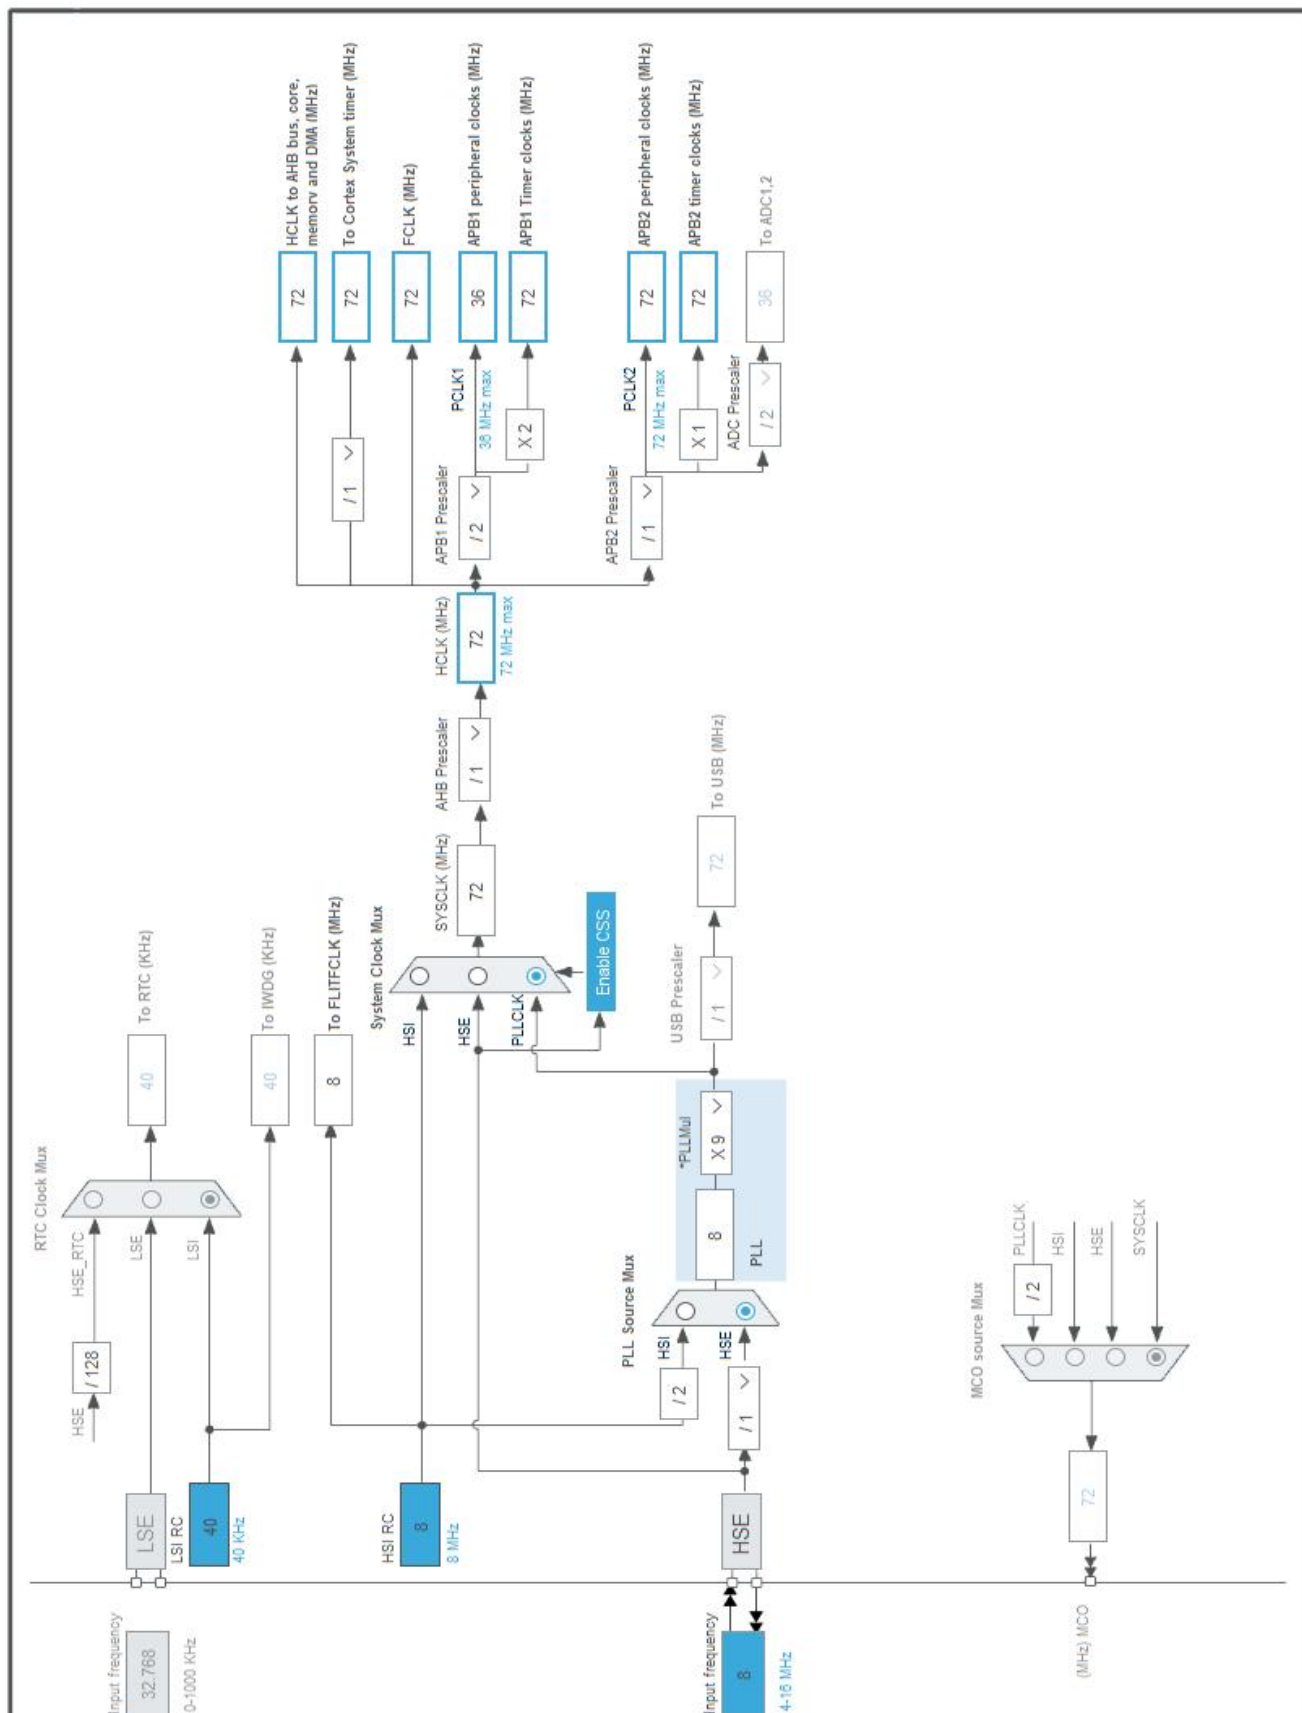 RTC Clock Mux
HSE
/ 128
HSE_RTC
Input frequency
32.768
0-1000 KHz
LSE
LSE
To RTC (KHz)
40
LSI RC
40
40 KHz
LSI
To IWDG (KHz)
40
To FLITFCLK (MHz)
8
HSI RC
8
8 MHz
System Clock Mux
HSI
HSE
PLLCLK
Enable CSS
SYSCLK (MHz)
72
AHB Prescaler
/ 1
HCLK (MHz)
72
72 MHz max
HCLK to AHB bus, core,
memory and DMA (MHz)
72
/ 1
72
To Cortex System timer (MHz)
72
FCLK (MHz)
APB1 Prescaler
/ 2
PCLK1
36 MHz max
36
APB1 peripheral clocks (MHz)
X 2
72
APB1 Timer clocks (MHz)
APB2 Prescaler
/ 1
PCLK2
72 MHz max
72
APB2 peripheral clocks (MHz)
X 1
72
APB2 timer clocks (MHz)
ADC Prescaler
/ 2
36
To ADC1,2
PLL Source Mux
/ 2
HSI
Input frequency
8
4-16 MHz
HSE
/ 1
HSE
8
PLL
*PLLMul
X 9
USB Prescaler
/ 1
72
To USB (MHz)
MCO source Mux
/ 2
PLLCLK
HSI
HSE
SYSCLK
72
(MHz) MCO